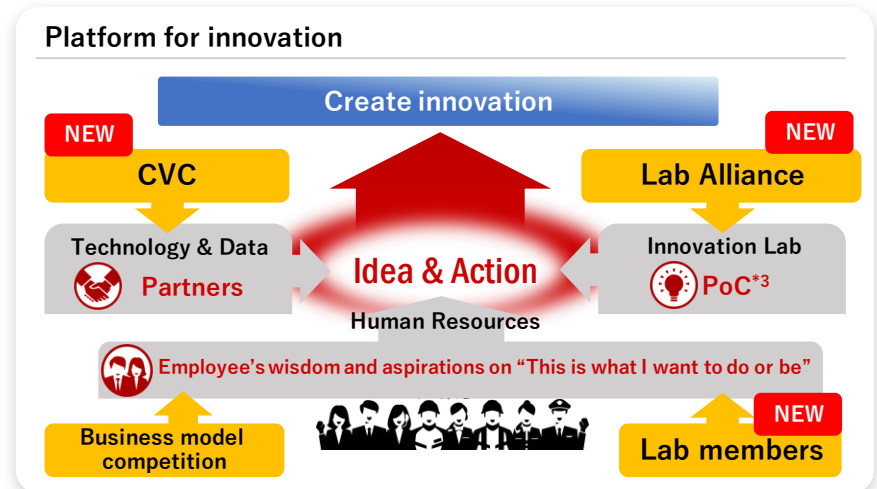 Platform for innovation
Create innovation
NEW
CVC
NEW
Lab Alliance
Technology & Data
Partners
Idea & Action
Innovation Lab
PoC*3
Human Resources
Employee’s wisdom and aspirations on “This is what I want to do or be”
Business model
competition
NEW
Lab members